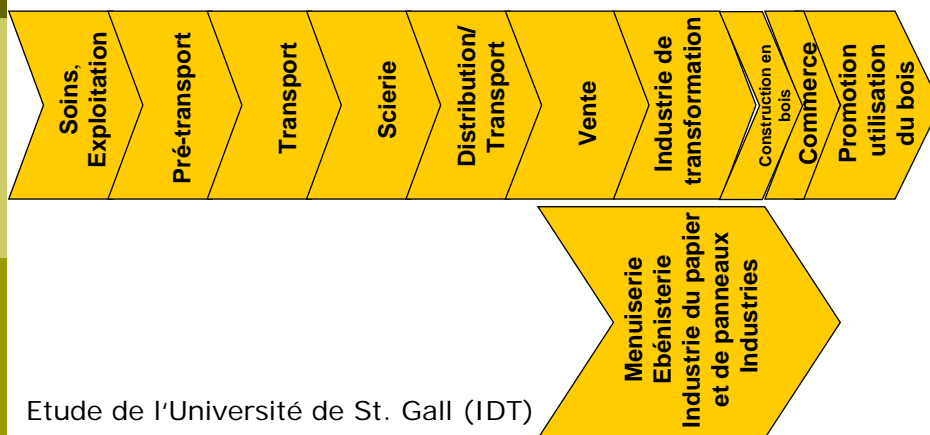 Soins,
Exploitation
Pré-transport
Transport
Scierie
Distribution/
Transport
Vente
Industrie de
transformation
Construction en
bois
Commerce
Promotion
utilisation
du bois
Menuiserie
Ebénisterie
Industrie du papier
et de panneaux
Industries
Etude de l‘Université de St. Gall (IDT)